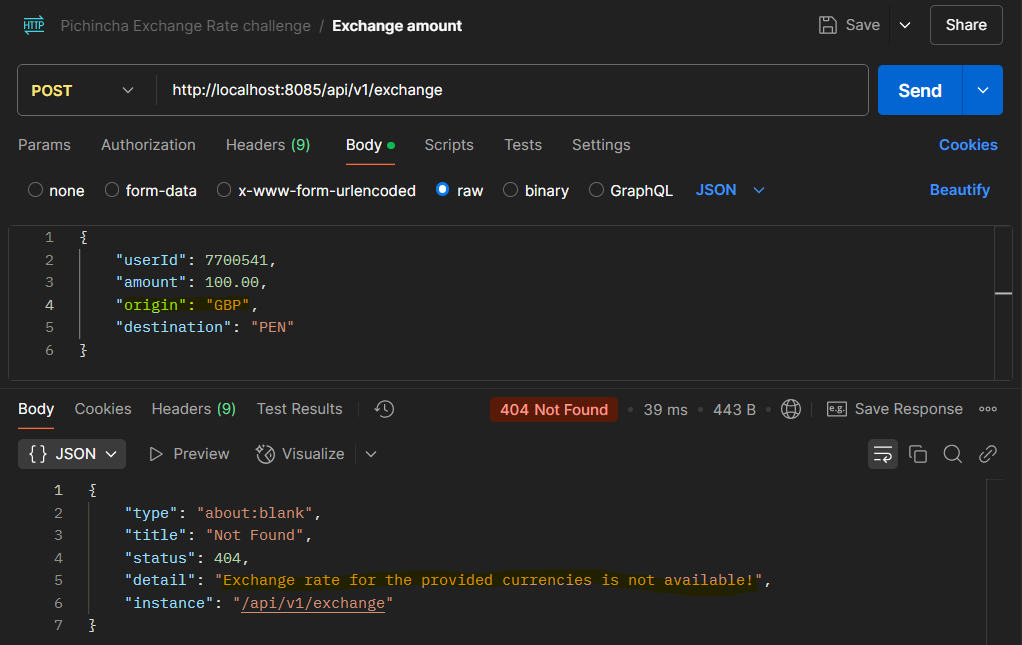 HTTP Pichincha Exchange Rate challenge / Exchange amount Save Share
POST http://localhost:8085/api/v1/exchange Send
Params Authorization Headers (9) Body Scripts Tests Settings Cookies
none form-data x-www-form-urlencoded raw binary GraphQL JSON Beautify
1 {
2 "userId": 7700541,
3 "amount": 100.00,
4 "origin": "GBP",
5 "destination": "PEN"
6 }
Body Cookies Headers (9) Test Results 404 Not Found • 39 ms • 443 B • e.g. Save Response
{} JSON Preview Visualize
1 {
2 "type": "about:blank",
3 "title": "Not Found",
4 "status": 404,
5 "detail": "Exchange rate for the provided currencies is not available!",
6 "instance": "/api/v1/exchange"
7 }